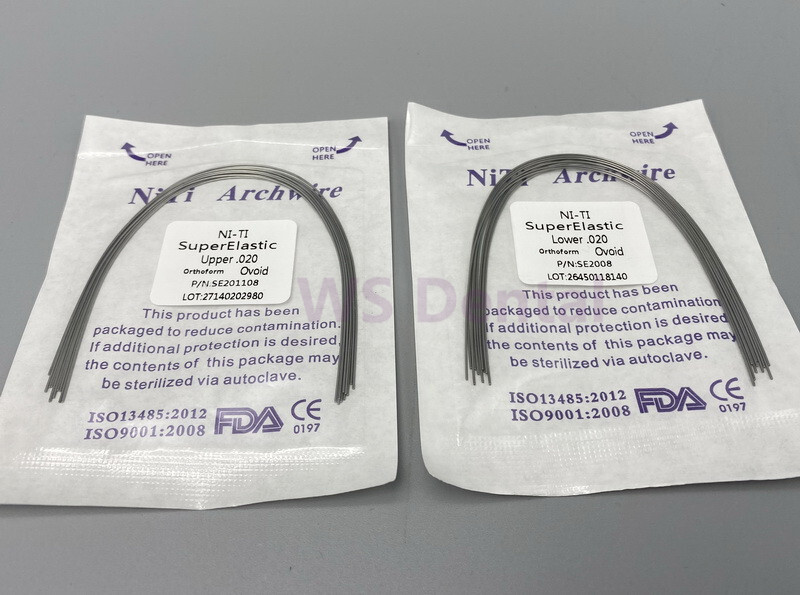 OPEN HERE
OPEN HERE
NiTi Archwire
NI-TI
SuperElastic
Upper .020
Orthoform Ovoid
P/N:SE201108
LOT:27140202980
This product has been
packaged to reduce contamination.
If additional protection is desired,
the contents of this package may
be sterilized via autoclave.
ISO13485:2012
ISO9001:2008
FDA CE
0197
OPEN HERE
OPEN HERE
NiTi Archwire
NI-TI
SuperElastic
Lower .020
Orthoform Ovoid
P/N:SE2008
LOT:26450118140
This product has been
packaged to reduce contamination.
If additional protection is desired,
the contents of this package may
be sterilized via autoclave.
ISO13485:2012
ISO9001:2008
FDA CE
0197
WS Dental